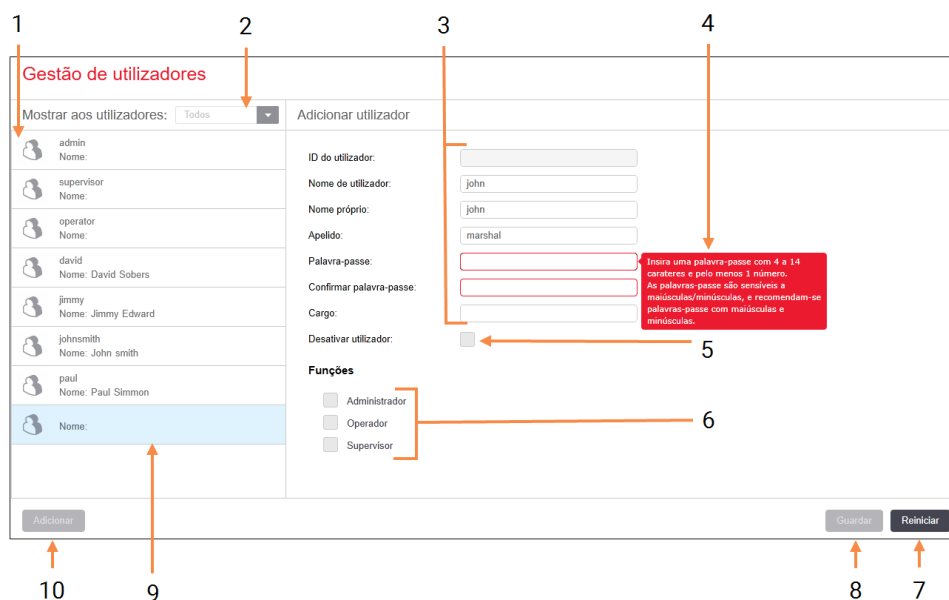 1
2
3
4
Gestão de utilizadores
Mostrar aos utilizadores: Todos
Adicionar utilizador
admin
Nome:
supervisor
Nome:
operator
Nome:
david
Nome: David Sobers
jimmy
Nome: Jimmy Edward
johnsmith
Nome: John smith
paul
Nome: Paul Simmon
Nome:
ID do utilizador:
Nome de utilizador: john
Nome próprio: john
Apelido: marshal
Palavra-passe:
Confirmar palavra-passe:
Cargo:
Desativar utilizador:
Insira uma palavra-passe com 4 a 14
carateres e pelo menos 1 número.
As palavras-passe são sensíveis a
maiúsculas/minúsculas, e recomendam-se
palavras-passe com maiúsculas e
minúsculas.
5
Funções
Administrador
Operador
Supervisor
6
Adicionar
Guardar
Reiniciar
10
9
8
7